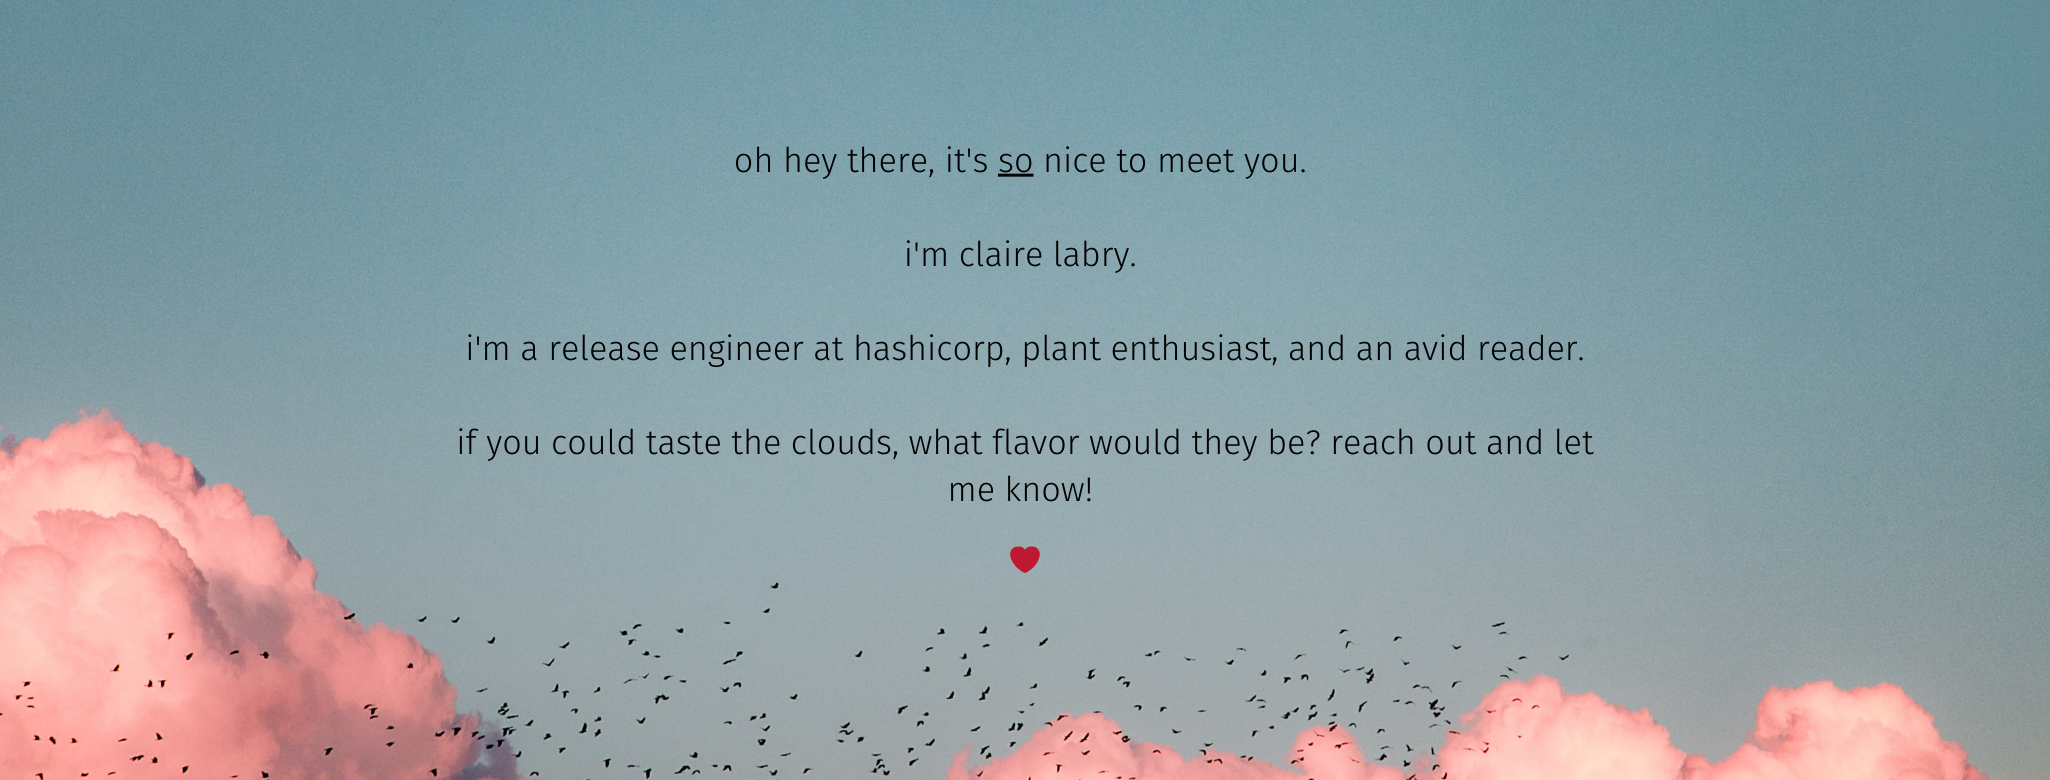 oh hey there, it's so nice to meet you.
i'm claire labry.
i'm a release engineer at hashicorp, plant enthusiast, and an avid reader.
if you could taste the clouds, what flavor would they be? reach out and let
me know!